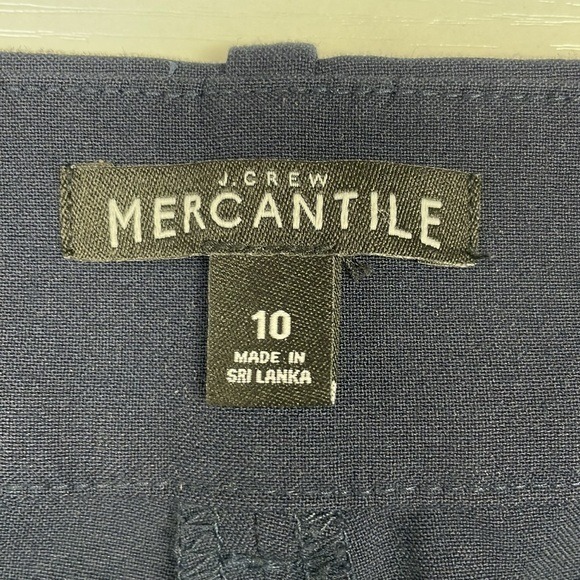 J.CREW
MERCANTILE
10
MADE IN
SRI LANKA